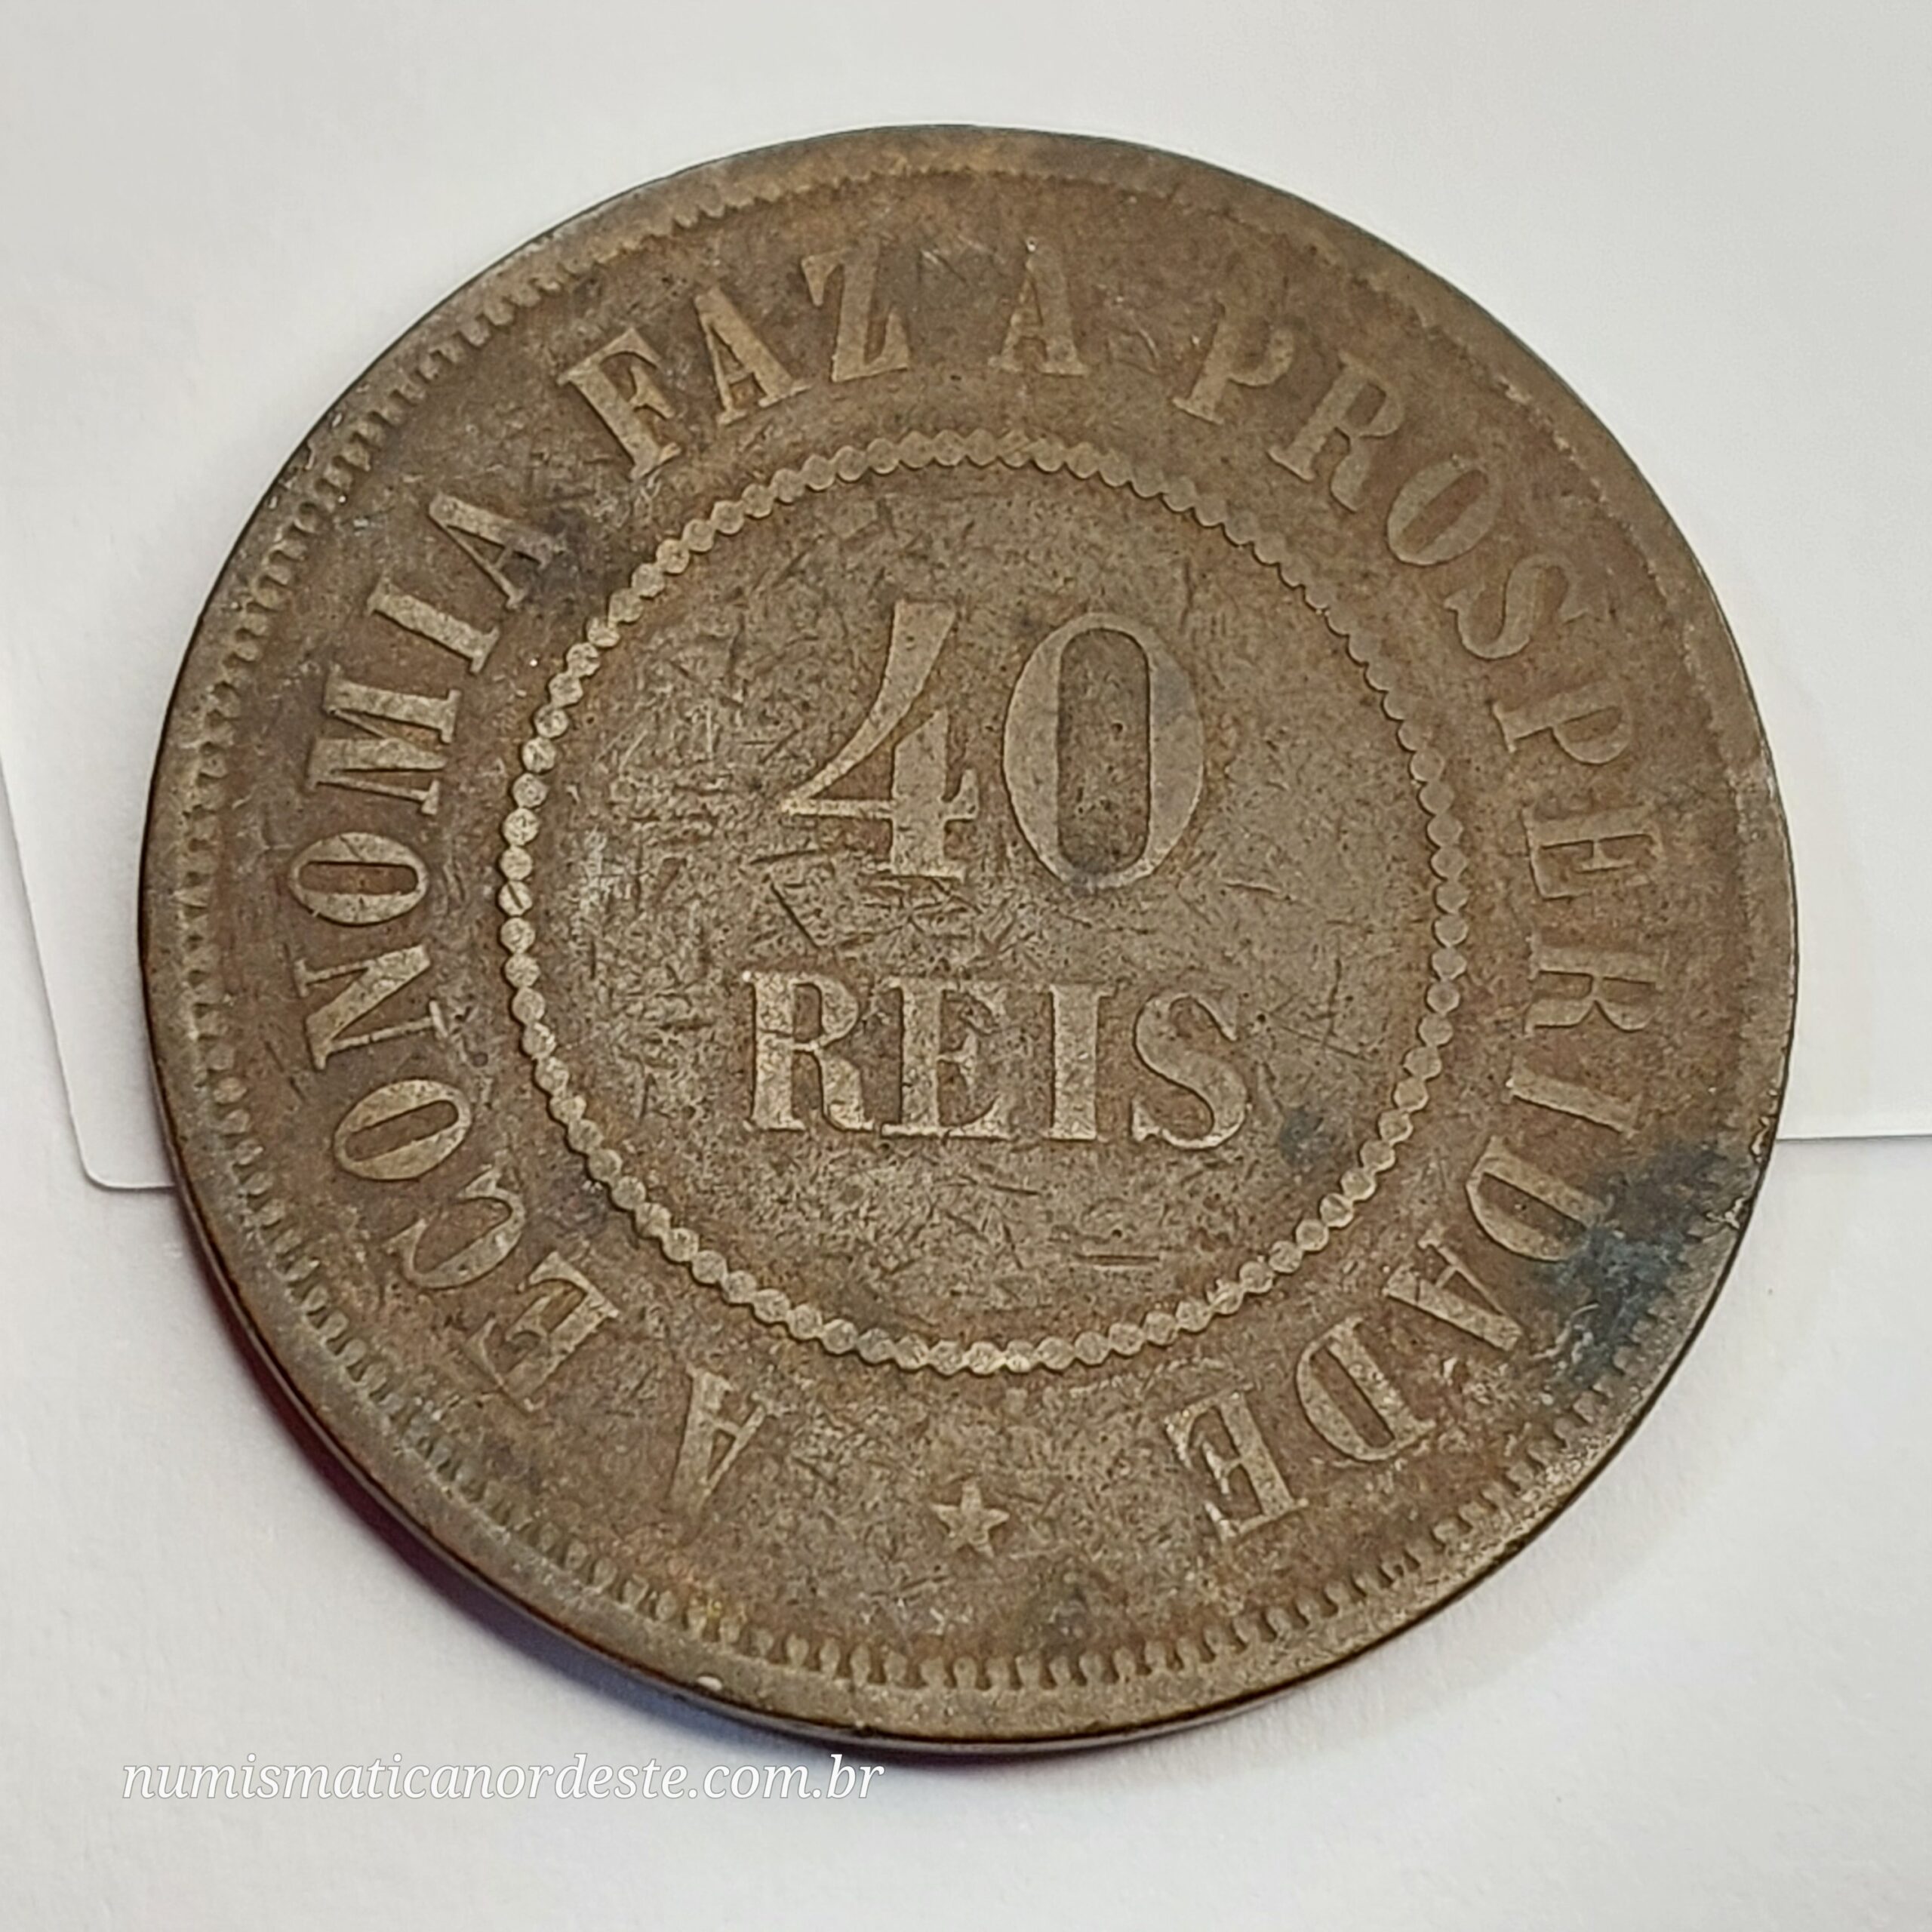 A ECONOMIA FAZ A PROSPERIDADE
40
REIS
numismaticanordeste.com.br